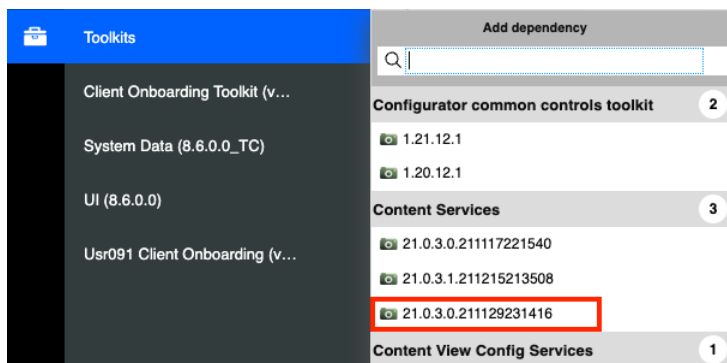 Toolkits
Client Onboarding Toolkit (v...
System Data (8.6.0.0_TC)
UI (8.6.0.0)
Usr091 Client Onboarding (v...
Add dependency
Configurator common controls toolkit 2
1.21.12.1
1.20.12.1
Content Services 3
21.0.3.0.211117221540
21.0.3.1.211215213508
21.0.3.0.211129231416
Content View Config Services 1